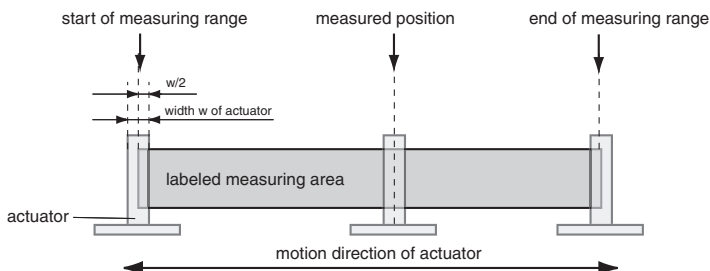 start of measuring range
measured position
end of measuring range
w/2
width w of actuator
labeled measuring area
actuator
motion direction of actuator